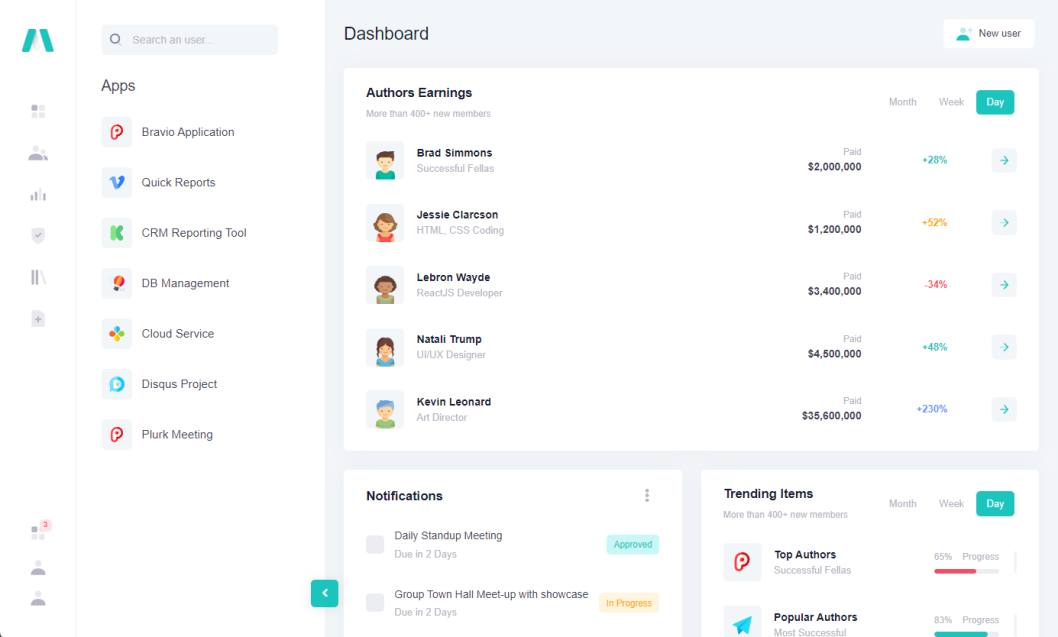 Search an user...
Apps
Bravio Application
Quick Reports
CRM Reporting Tool
DB Management
Cloud Service
Disqus Project
Plurk Meeting
3
Dashboard
New user
Authors Earnings
More than 400+ new members
Month Week Day
Brad Simmons
Successful Fellas
Paid
$2,000,000
+28%
Jessie Clarcson
HTML, CSS Coding
Paid
$1,200,000
+52%
Lebron Wayde
ReactJS Developer
Paid
$3,400,000
-34%
Natali Trump
UI/UX Designer
Paid
$4,500,000
+48%
Kevin Leonard
Art Director
Paid
$35,600,000
+230%
Notifications
Daily Standup Meeting
Due in 2 Days
Approved
Group Town Hall Meet-up with showcase
Due in 2 Days
In Progress
Trending Items
More than 400+ new members
Month Week Day
Top Authors
Successful Fellas
65% Progress
Popular Authors
Most Successful
83% Progress